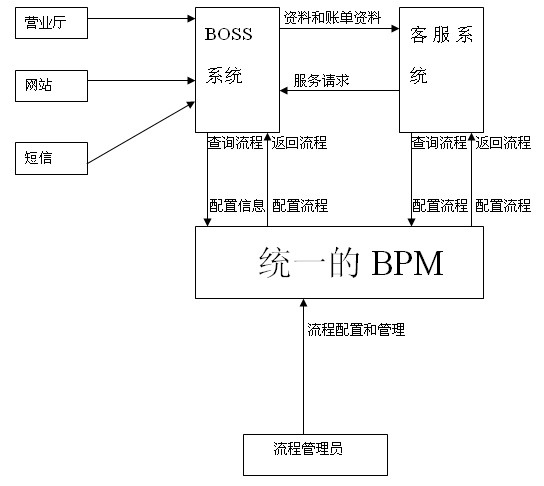 营业厅
BOSS
系统
资料和账单资料
客服系
统
网站
服务请求
短信
查询流程
返回流程
查询流程
返回流程
配置信息
配置流程
配置流程
配置流程
统一的 BPM
流程配置和管理
流程管理员